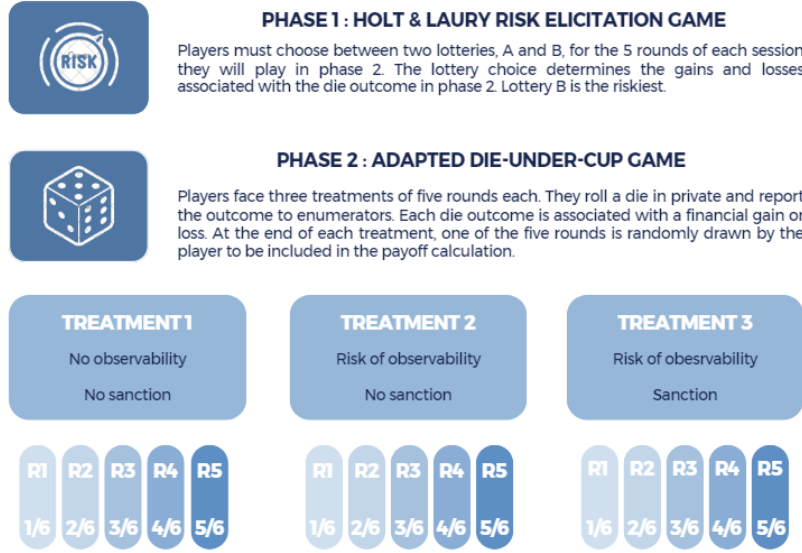 RISK
PHASE 1 : HOLT & LAURY RISK ELICITATION GAME
Players must choose between two lotteries, A and B, for the 5 rounds of each session
they will play in phase 2. The lottery choice determines the gains and losses
associated with the die outcome in phase 2. Lottery B is the riskiest.
PHASE 2 : ADAPTED DIE-UNDER-CUP GAME
Players face three treatments of five rounds each. They roll a die in private and report
the outcome to enumerators. Each die outcome is associated with a financial gain or
loss. At the end of each treatment, one of the five rounds is randomly drawn by the
player to be included in the payoff calculation.
TREATMENT 1
No observability
No sanction
TREATMENT 2
Risk of observability
No sanction
TREATMENT 3
Risk of obesrvability
Sanction
R1 R2 R3 R4 R5
1/6 2/6 3/6 4/6 5/6
R1 R2 R3 R4 R5
1/6 2/6 3/6 4/6 5/6
R1 R2 R3 R4 R5
1/6 2/6 3/6 4/6 5/6